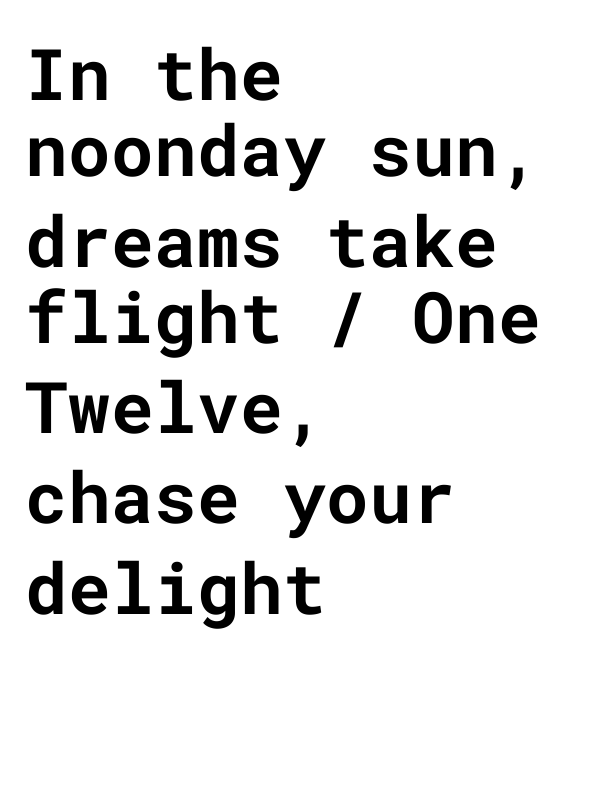 In the
noonday sun,
dreams take
flight / One
Twelve,
chase your
delight